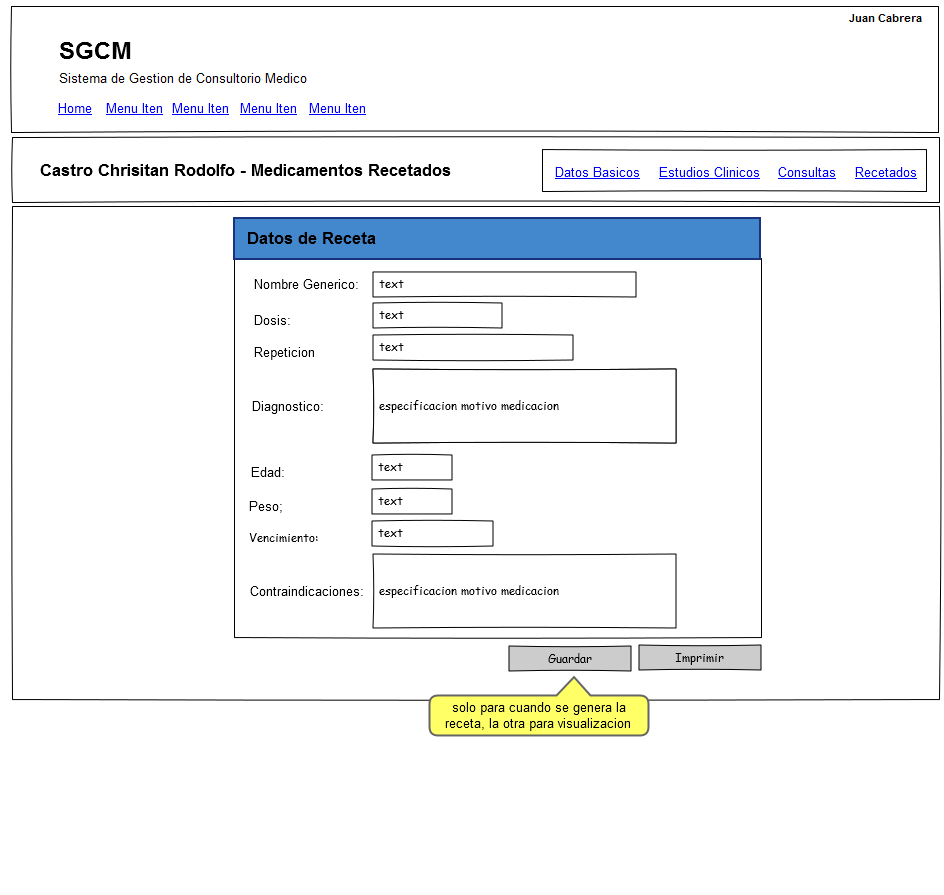 Juan Cabrera
SGCM
Sistema de Gestion de Consultorio Medico
Home Menu Iten Menu Iten Menu Iten Menu Iten
Castro Chrisitan Rodolfo - Medicamentos Recetados
Datos Basicos Estudios Clinicos Consultas Recetados
Datos de Receta
Nombre Generico: text
Dosis: text
Repeticion text
Diagnostico: especificacion motivo medicacion
Edad: text
Peso; text
Vencimiento: text
Contraindicaciones: especificacion motivo medicacion
Guardar Imprimir
solo para cuando se genera la
receta, la otra para visualizacion